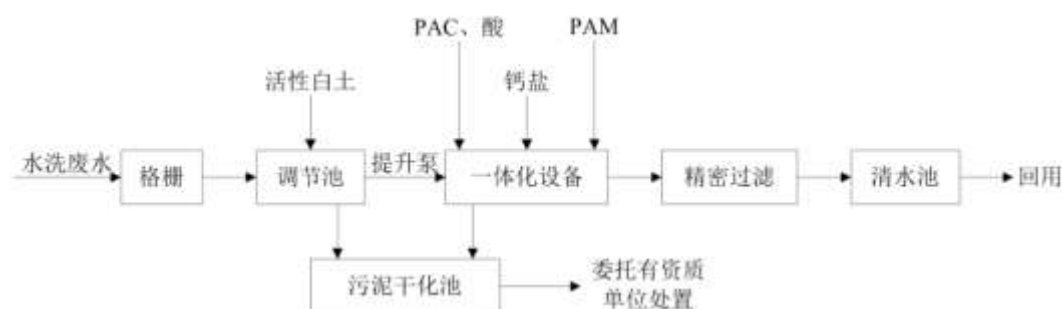 PAC、酸
PAM
活性白土
钙盐
水洗废水
格栅
调节池
提升泵
一体化设备
精密过滤
清水池
回用
污泥干化池
委托有资质
单位处置